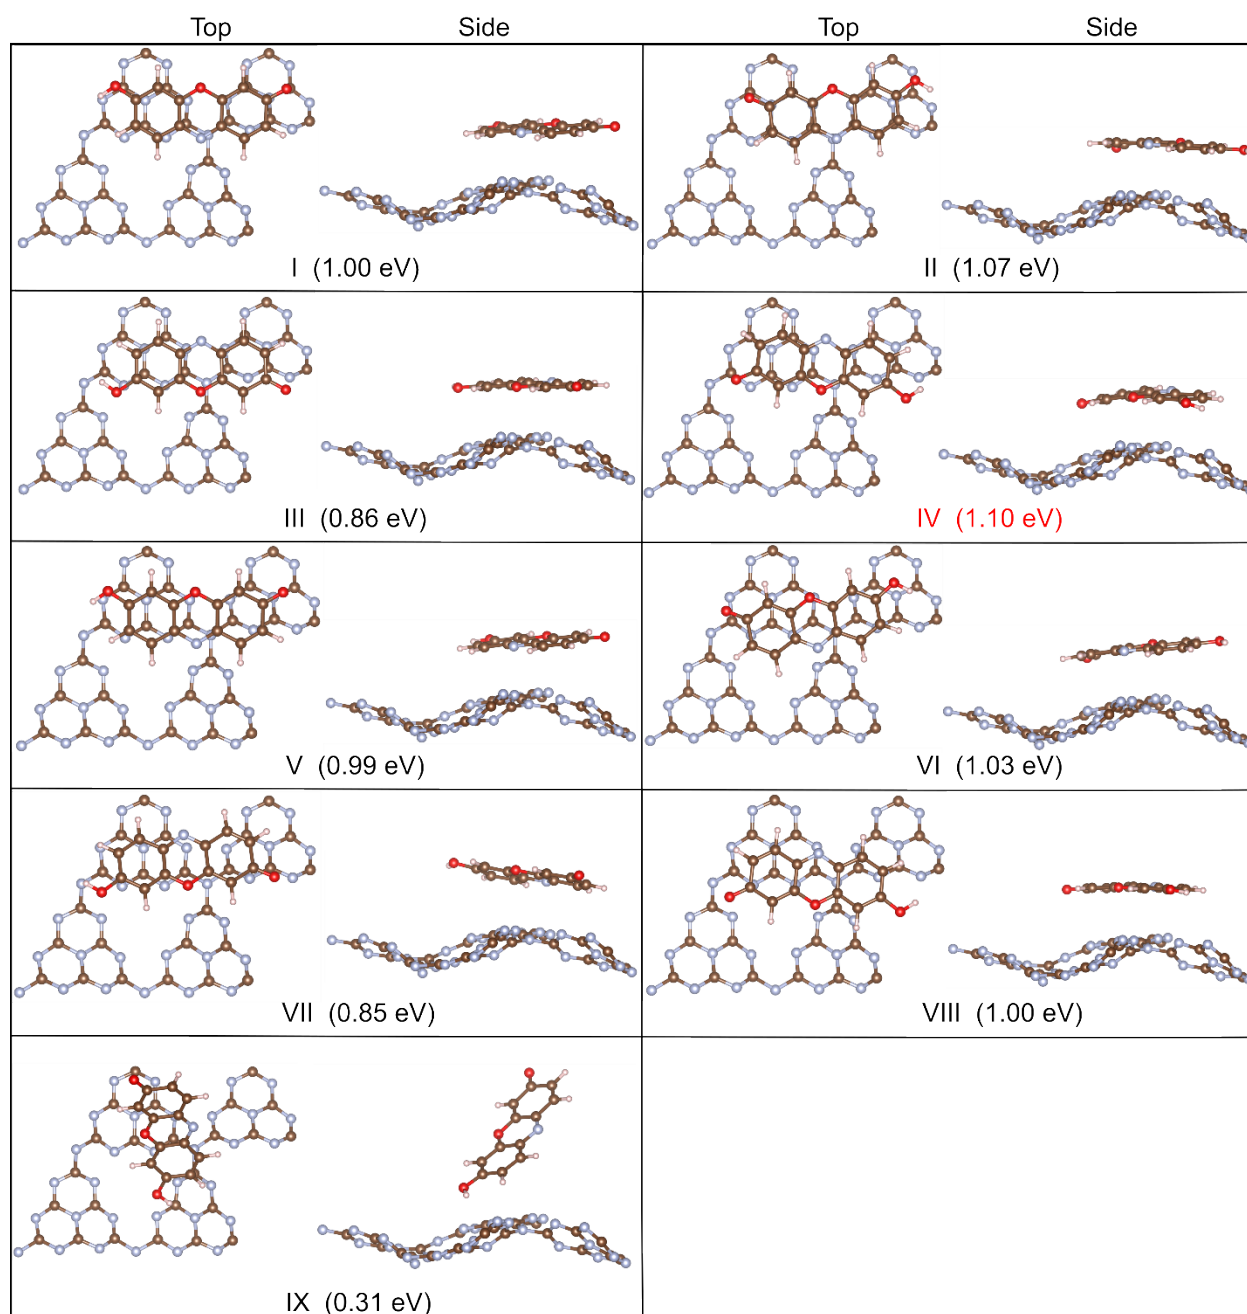 Top Side Top Side
I (1.00 eV) II (1.07 eV)
III (0.86 eV) IV (1.10 eV)
V (0.99 eV) VI (1.03 eV)
VII (0.85 eV) VIII (1.00 eV)
IX (0.31 eV)